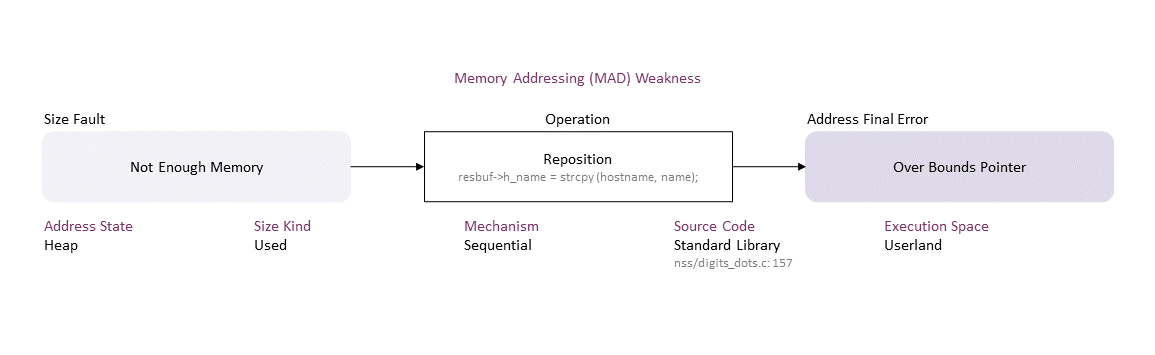 Memory Addressing (MAD) Weakness
Size Fault
Operation
Address Final Error
Not Enough Memory
Reposition
resbuf->h_name = strcpy(hostname, name);
Over Bounds Pointer
Address State
Heap
Size Kind
Used
Mechanism
Sequential
Source Code
Standard Library
nss/digits_dots.c:157
Execution Space
Userland